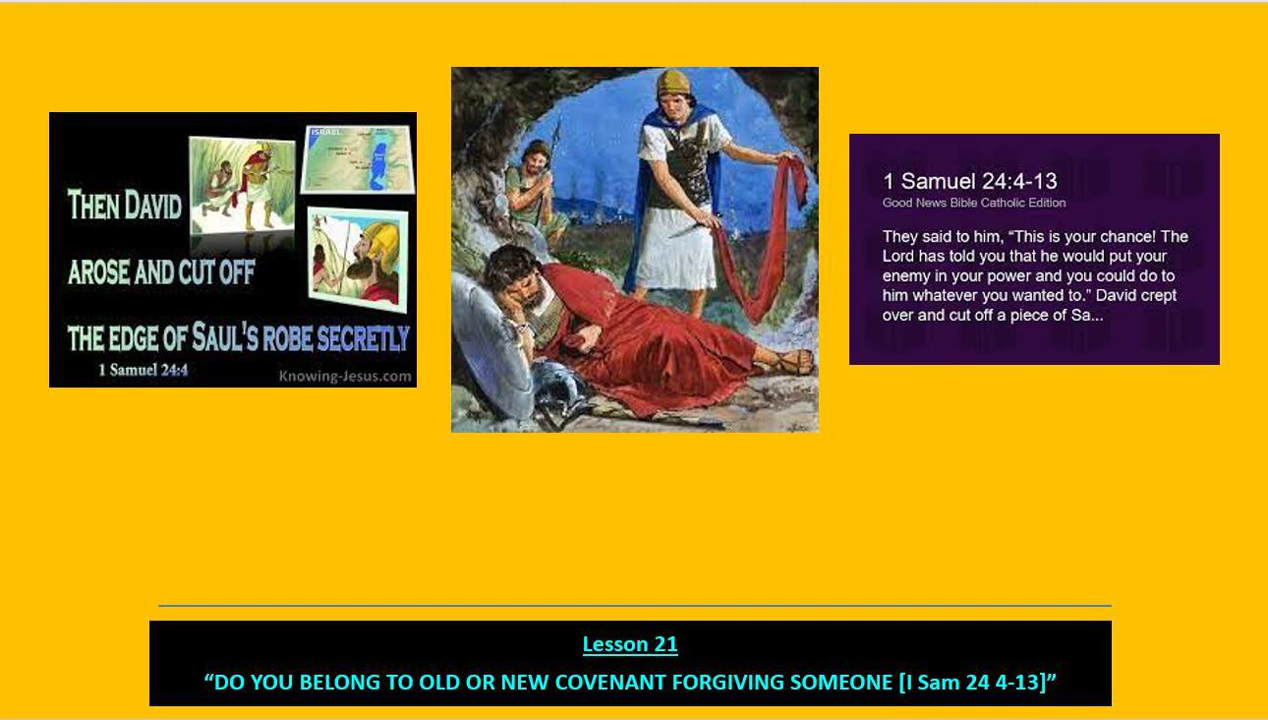 THEN DAVID
AROSE AND CUT OFF
THE EDGE OF SAUL'S ROBE SECRETLY
1 Samuel 24:4
Knowing-Jesus.com
ISRAEL
1 Samuel 24:4-13
Good News Bible Catholic Edition
They said to him, “This is your chance! The
Lord has told you that he would put your
enemy in your power and you could do to
him whatever you wanted to.” David crept
over and cut off a piece of Sa...
Lesson 21
“DO YOU BELONG TO OLD OR NEW COVENANT FORGIVING SOMEONE [I Sam 24 4-13]”